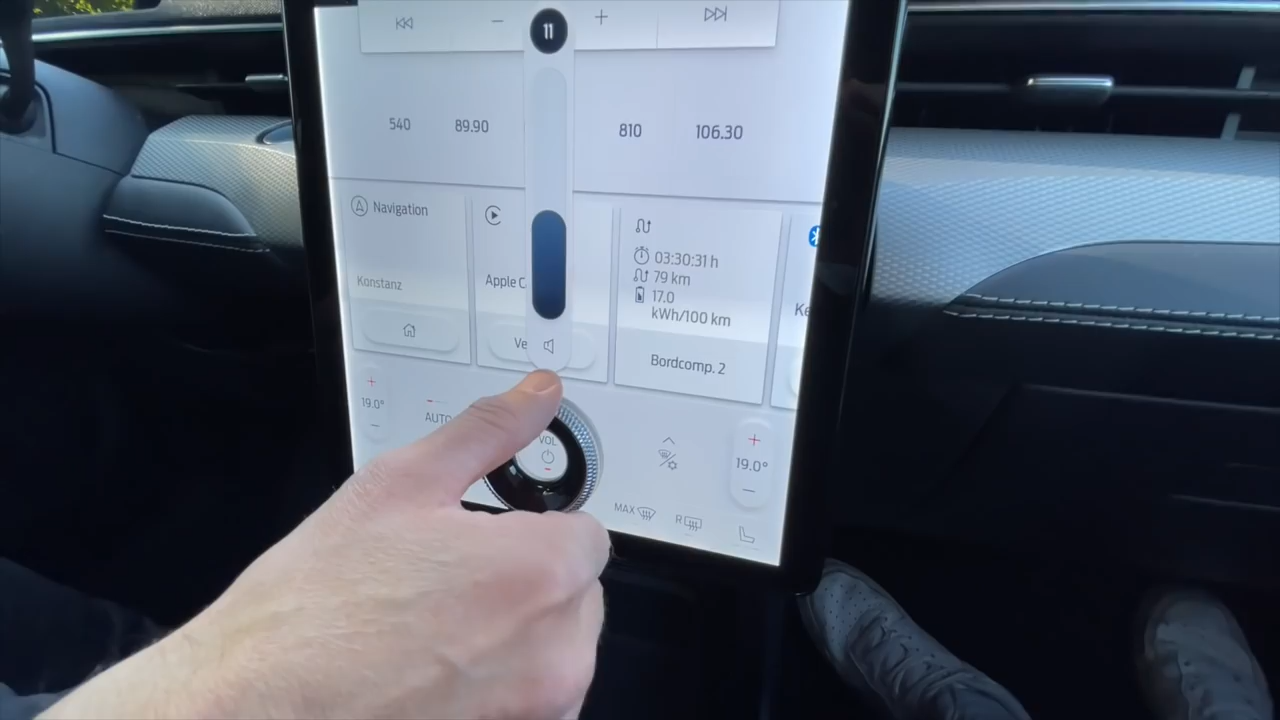 11
540
89.90
810
106.30
Navigation
Konstanz
Apple
03:30:31 h
79 km
17.0
kWh/100 km
Bordcomp. 2
19.0°
AUTO
VOL
19.0°
MAX
R